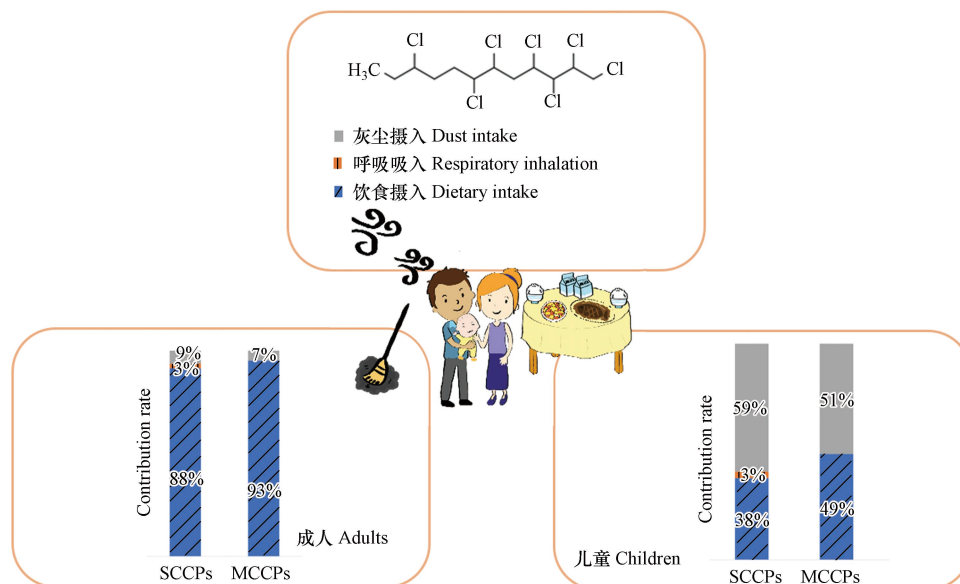 Cl
Cl
Cl
Cl
H₃C
Cl
Cl
Cl
灰尘摄入 Dust intake
呼吸吸入 Respiratory inhalation
饮食摄入 Dietary intake
Contribution rate
9%
3%
88%
7%
93%
SCCPs
MCCPs
成人 Adults
Contribution rate
59%
3%
38%
51%
49%
SCCPs
MCCPs
儿童 Children